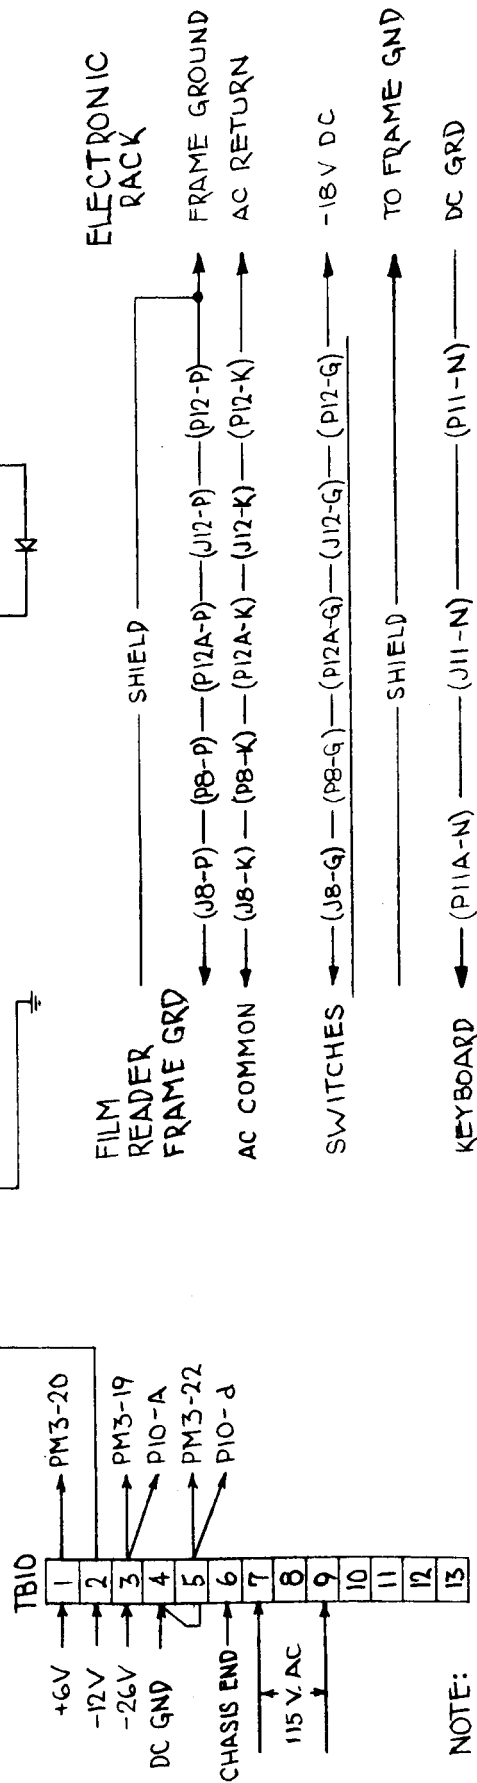 TB10
+6V 1 PM3-20
-12V 2
-26V 3 PM3-19
P10-A
DC GND 4
5 PM3-22
P10-d
CHASIS END 6
7
115 V. AC 8
9
10
11
12
13
NOTE:
FILM
READER
FRAME GRD
ELECTRONIC
RACK
SHIELD
(J8-P) (P8-P) (P12A-P) (J12-P) (P12-P) FRAME GROUND
AC COMMON (J8-K) (P8-K) (P12A-K) (J12-K) (P12-K) AC RETURN
SWITCHES (J8-G) (P8-G) (P12A-G) (J12-G) (P12-G) -18V DC
SHIELD TO FRAME GND
KEYBOARD (P11A-N) (J11-N) (P11-N) DC GRD